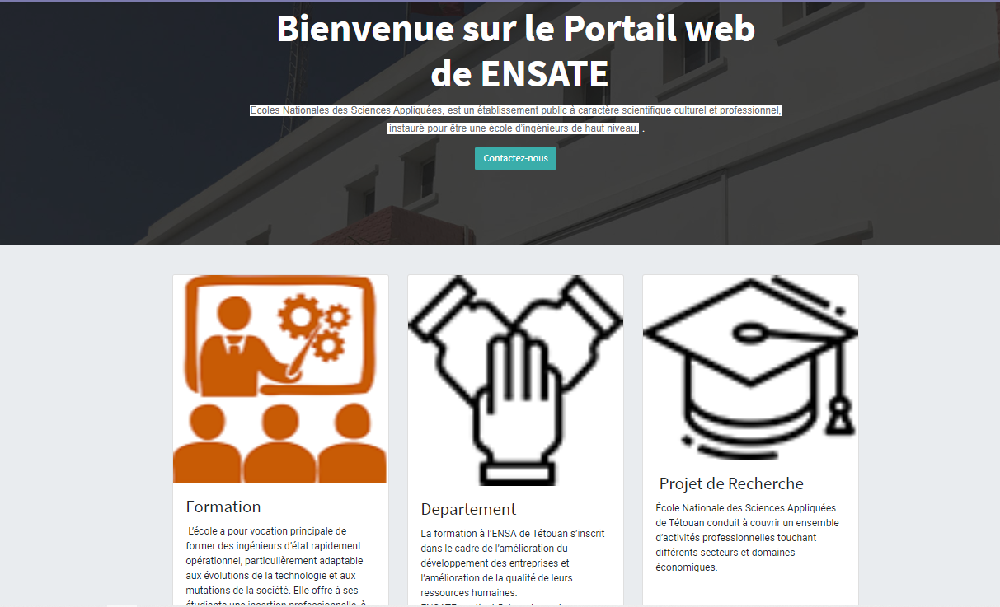 Bienvenue sur le Portail web
de ENSATE
Ecoles Nationales des Sciences Appliquées, est un établissement public à caractère scientifique culturel et professionnel,
instauré pour être une école d'ingénieurs de haut niveau. .
Contactez-nous
Formation
L'école a pour vocation principale de
former des ingénieurs d'état rapidement
opérationnel, particulièrement adaptable
aux évolutions de la technologie et aux
mutations de la société. Elle offre à ses
étudiants une insertion professionnelle, à
Departement
La formation à l'ENSA de Tétouan s'inscrit
dans le cadre de l'amélioration du
développement des entreprises et
l'amélioration de la qualité de leurs
ressources humaines.
Projet de Recherche
École Nationale des Sciences Appliquées
de Tétouan conduit à couvrir un ensemble
d'activités professionnelles touchant
différents secteurs et domaines
économiques.